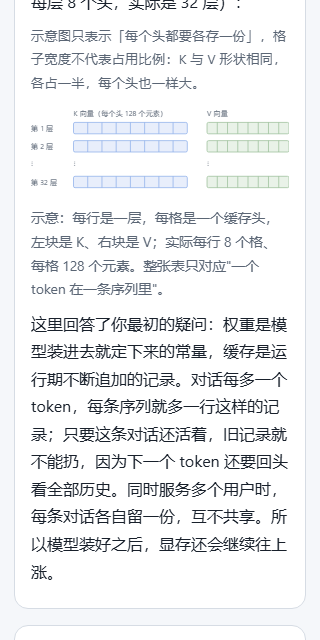 每层 8 个头，实际是 32 层）：
示意图只表示「每个头都要各存一份」，格
子宽度不代表占用比例：K 与 V 形状相同，
各占一半，每个头也一样大。
K 向量（每个头 128 个元素）
V 向量
第 1 层
第 2 层
⋮ ⋮ ⋮
第 32 层
示意：每行是一层，每格是一个缓存头，
左块是 K、右块是 V；实际每行 8 个格、
每格 128 个元素。整张表只对应"一个
token 在一条序列里"。
这里回答了你最初的疑问：权重是模
型装进去就定下来的常量，缓存是运
行期不断追加的记录。对话每多一个
token，每条序列就多一行这样的记
录；只要这条对话还活着，旧记录就
不能扔，因为下一个 token 还要回头
看全部历史。同时服务多个用户时，
每条对话各自留一份，互不共享。所
以模型装好之后，显存还会继续往上
涨。